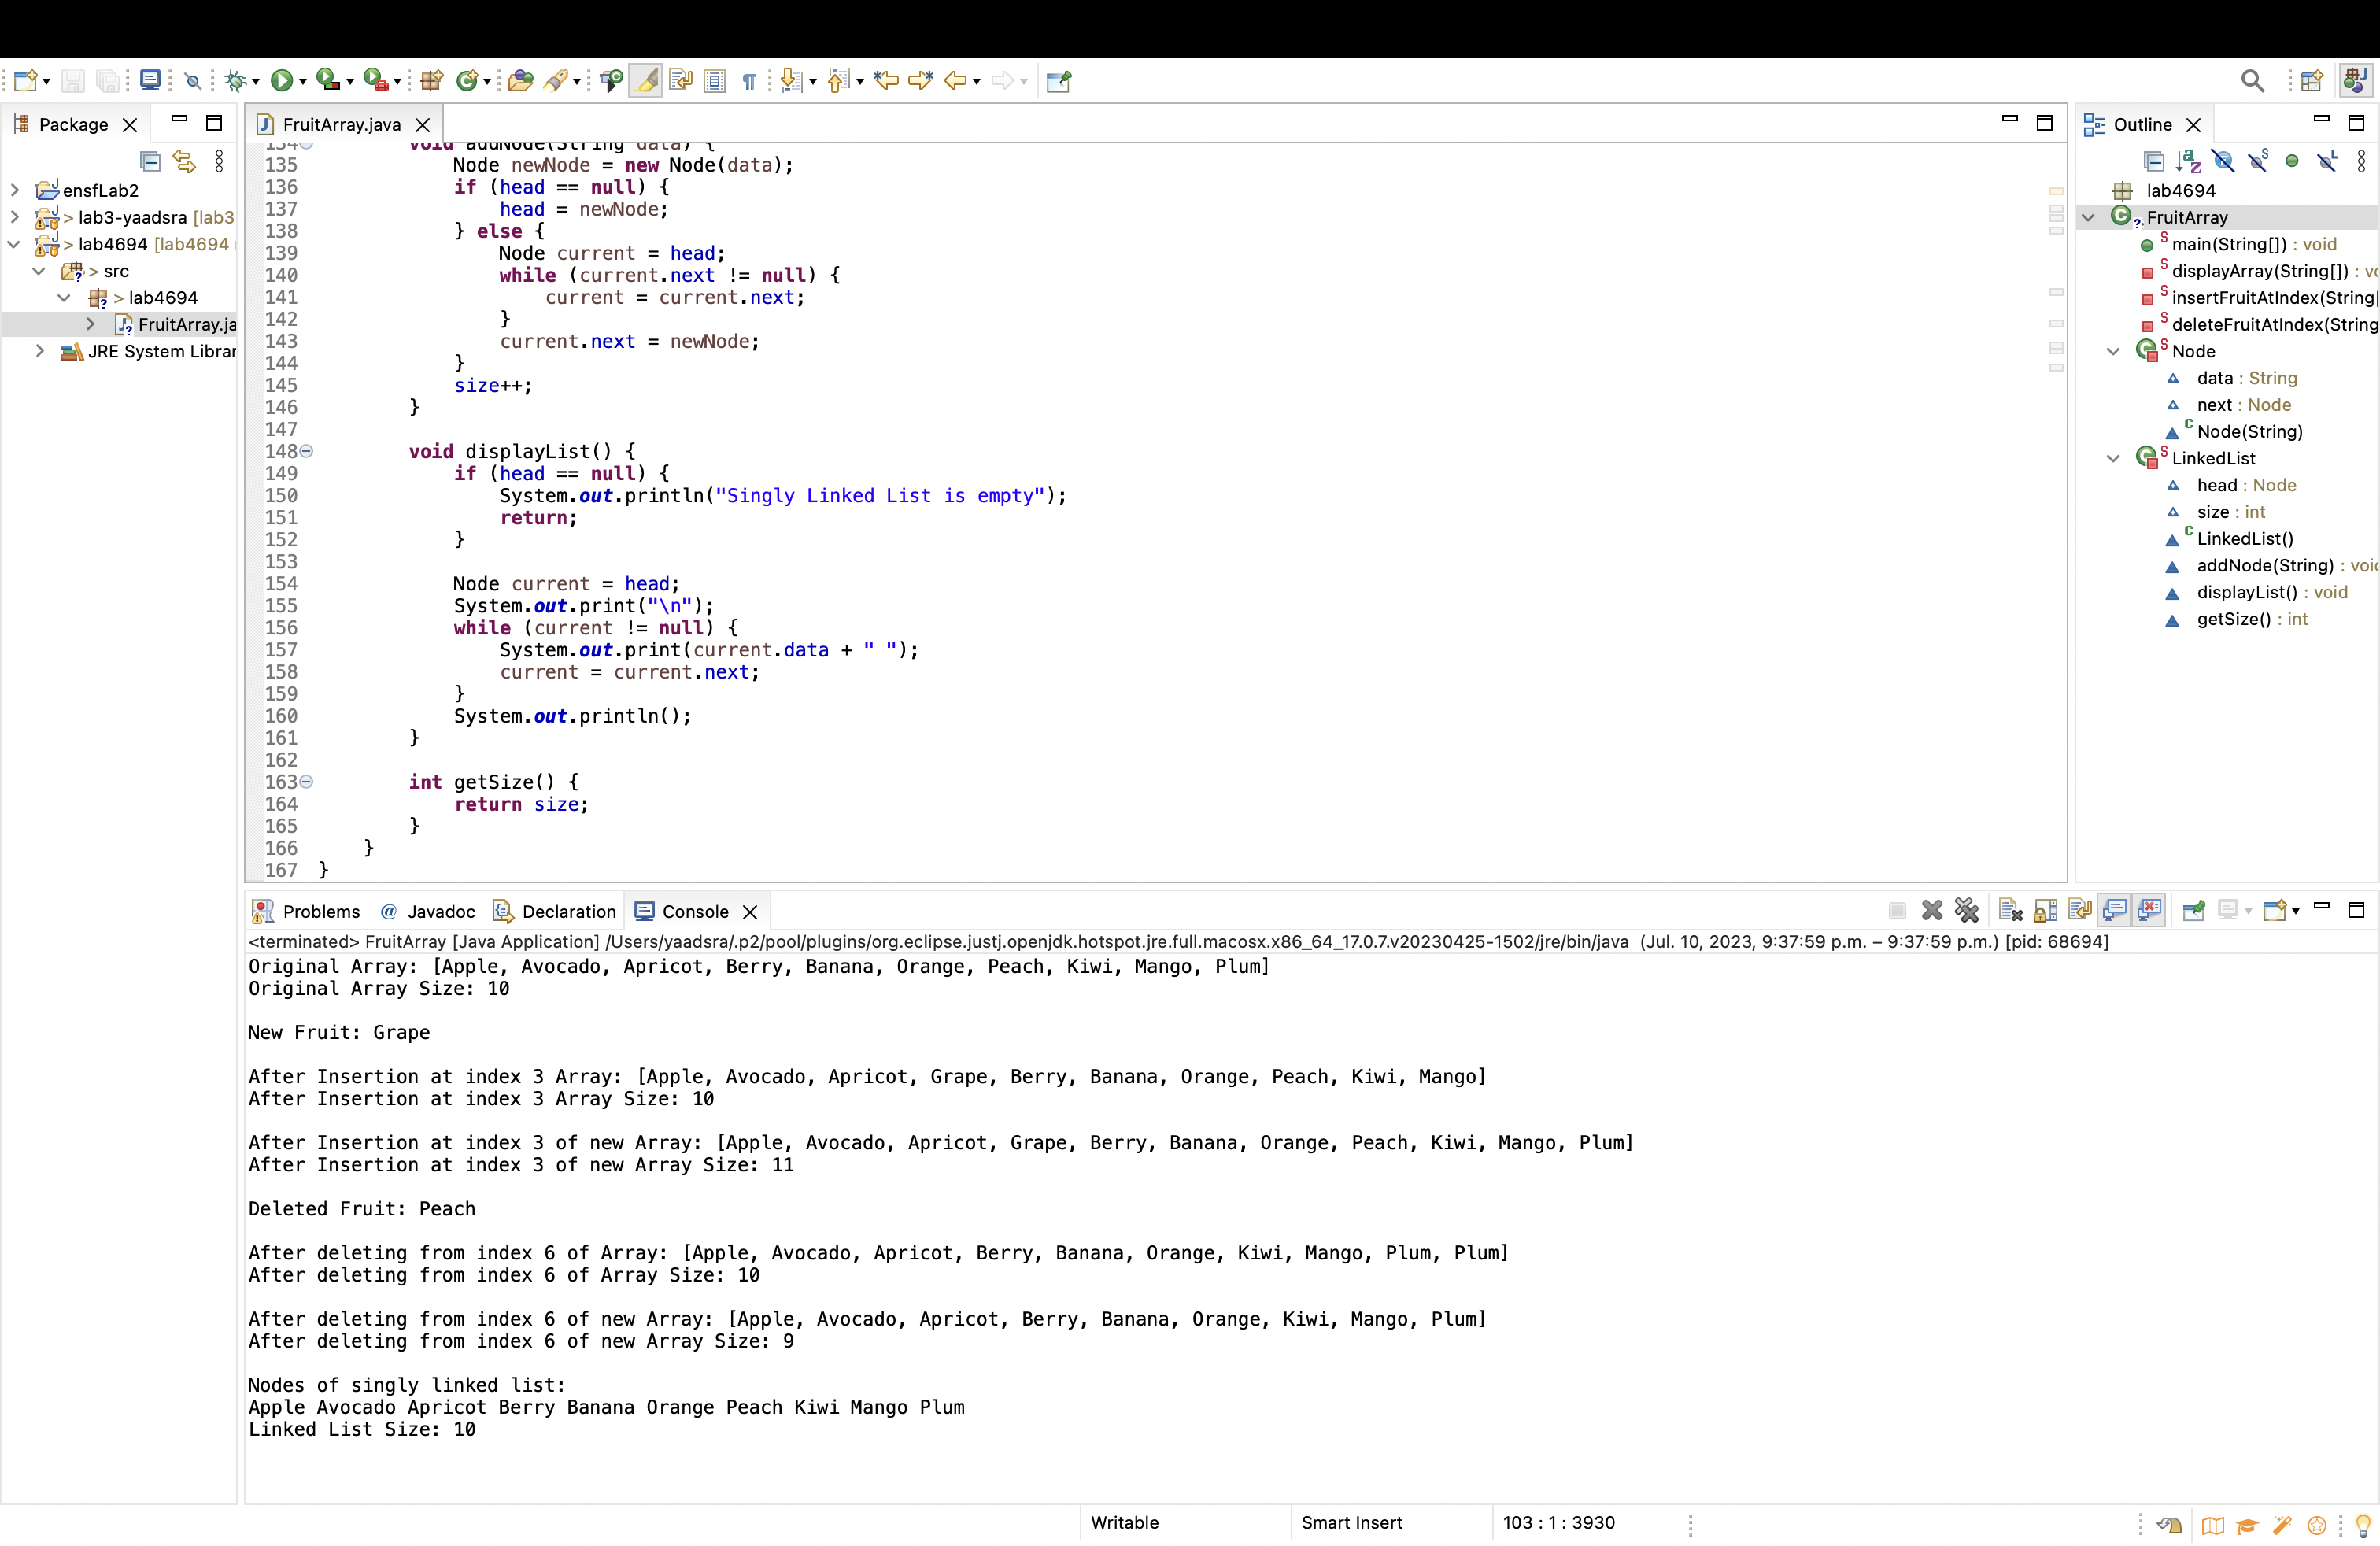 Package
ensfLab2
> lab3-yaadsra [lab3
> lab4694 [lab4694
> src
> lab4694
FruitArray.ja
JRE System Librar
FruitArray.java
134 void addNode(String data) {
135 Node newNode = new Node(data);
136 if (head == null) {
137 head = newNode;
138 } else {
139 Node current = head;
140 while (current.next != null) {
141 current = current.next;
142 }
143 current.next = newNode;
144 }
145 size++;
146 }
147
148 void displayList() {
149 if (head == null) {
150 System.out.println("Singly Linked List is empty");
151 return;
152 }
153
154 Node current = head;
155 System.out.print("\n");
156 while (current != null) {
157 System.out.print(current.data + " ");
158 current = current.next;
159 }
160 System.out.println();
161 }
162
163 int getSize() {
164 return size;
165 }
166 }
167 }
Outline
lab4694
FruitArray
main(String[]) : void
displayArray(String[]) : vo
insertFruitAtIndex(String[
deleteFruitAtIndex(String
Node
data : String
next : Node
Node(String)
LinkedList
head : Node
size : int
LinkedList()
addNode(String) : void
displayList() : void
getSize() : int
Problems @ Javadoc Declaration Console
<terminated> FruitArray [Java Application] /Users/yaadsra/.p2/pool/plugins/org.eclipse.justj.openjdk.hotspot.jre.full.macosx.x86_64_17.0.7.v20230425-1502/jre/bin/java (Jul. 10, 2023, 9:37:59 p.m. – 9:37:59 p.m.) [pid: 68694]
Original Array: [Apple, Avocado, Apricot, Berry, Banana, Orange, Peach, Kiwi, Mango, Plum]
Original Array Size: 10
New Fruit: Grape
After Insertion at index 3 Array: [Apple, Avocado, Apricot, Grape, Berry, Banana, Orange, Peach, Kiwi, Mango]
After Insertion at index 3 Array Size: 10
After Insertion at index 3 of new Array: [Apple, Avocado, Apricot, Grape, Berry, Banana, Orange, Peach, Kiwi, Mango, Plum]
After Insertion at index 3 of new Array Size: 11
Deleted Fruit: Peach
After deleting from index 6 of Array: [Apple, Avocado, Apricot, Berry, Banana, Orange, Kiwi, Mango, Plum, Plum]
After deleting from index 6 of Array Size: 10
After deleting from index 6 of new Array: [Apple, Avocado, Apricot, Berry, Banana, Orange, Kiwi, Mango, Plum]
After deleting from index 6 of new Array Size: 9
Nodes of singly linked list:
Apple Avocado Apricot Berry Banana Orange Peach Kiwi Mango Plum
Linked List Size: 10
Writable Smart Insert 103 : 1 : 3930